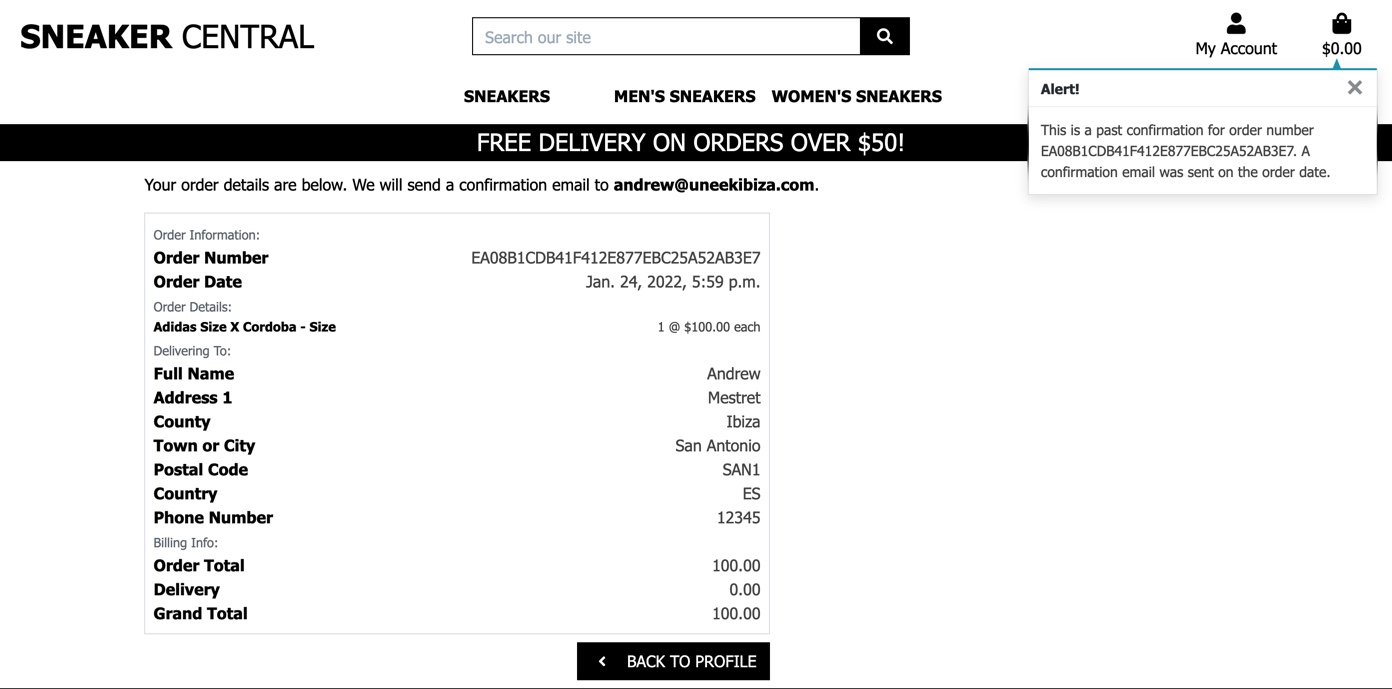 SNEAKER CENTRAL
Search our site
My Account
$0.00
SNEAKERS
MEN'S SNEAKERS
WOMEN'S SNEAKERS
Alert!
This is a past confirmation for order number
EA08B1CDB41F412E877EBC25A52AB3E7. A
confirmation email was sent on the order date.
FREE DELIVERY ON ORDERS OVER $50!
Your order details are below. We will send a confirmation email to andrew@uneekibiza.com.
Order Information:
Order Number EA08B1CDB41F412E877EBC25A52AB3E7
Order Date Jan. 24, 2022, 5:59 p.m.
Order Details:
Adidas Size X Cordoba - Size 1 @ $100.00 each
Delivering To:
Full Name Andrew
Address 1 Mestret
County Ibiza
Town or City San Antonio
Postal Code SAN1
Country ES
Phone Number 12345
Billing Info:
Order Total 100.00
Delivery 0.00
Grand Total 100.00
BACK TO PROFILE